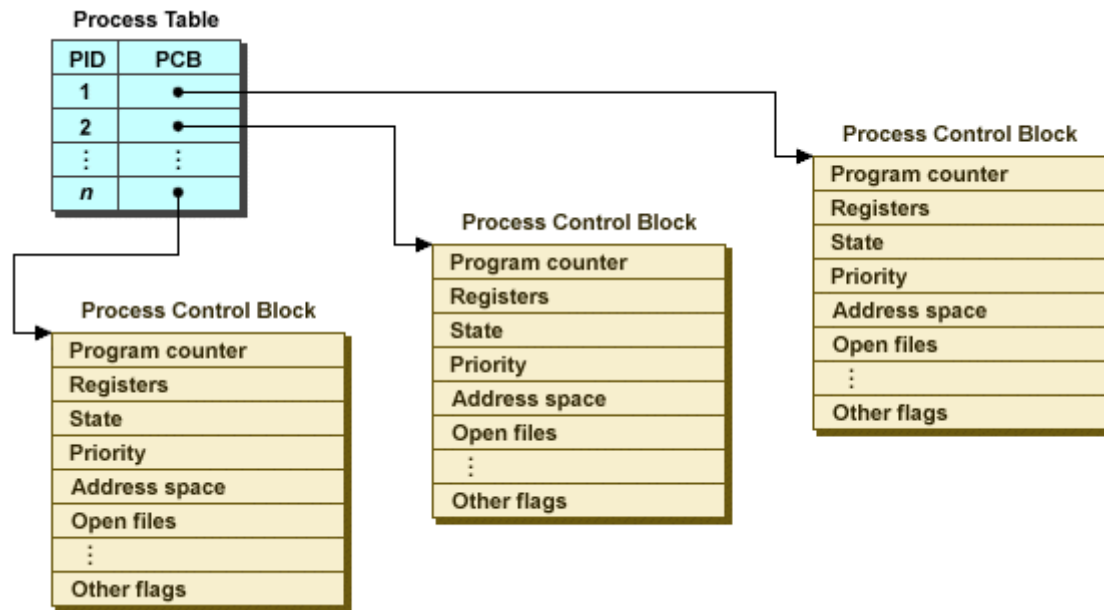 Process Table
PID PCB
1
2
⋮ ⋮
n
Process Control Block
Program counter
Registers
State
Priority
Address space
Open files
⋮
Other flags
Process Control Block
Program counter
Registers
State
Priority
Address space
Open files
⋮
Other flags
Process Control Block
Program counter
Registers
State
Priority
Address space
Open files
⋮
Other flags